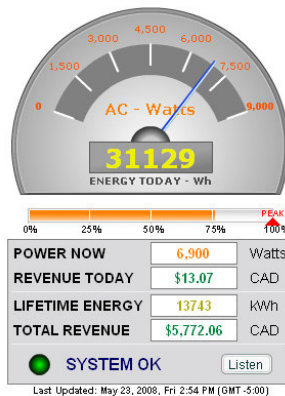 4,500
3,000 6,000
1,500 7,500
0 AC - Watts 9,000
31129
ENERGY TODAY - Wh
PEAK
0% 25% 50% 75% 100%
POWER NOW 6,900 Watts
REVENUE TODAY $13.07 CAD
LIFETIME ENERGY 13743 kWh
TOTAL REVENUE $5,772.06 CAD
SYSTEM OK Listen
Last Updated: May 23, 2008, Fri 2:54 PM (GMT -5:00)